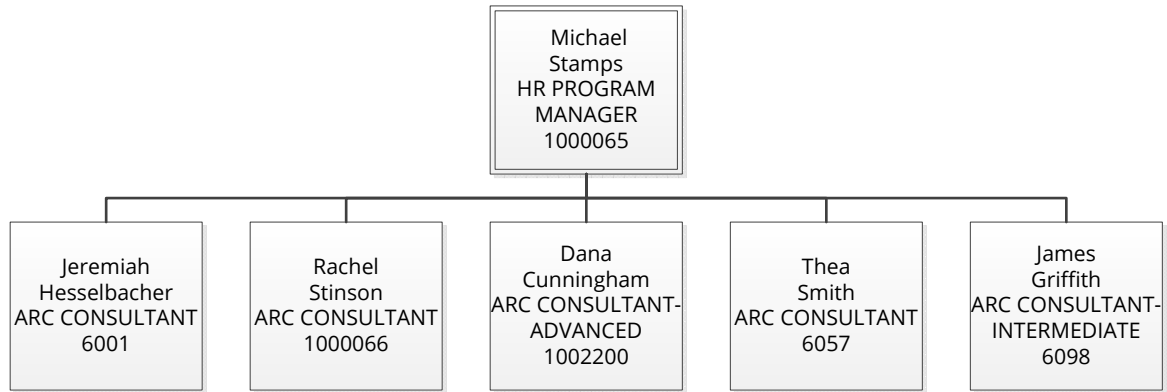 Michael
Stamps
HR PROGRAM
MANAGER
1000065
Jeremiah
Hesselbacher
ARC CONSULTANT
6001
Rachel
Stinson
ARC CONSULTANT
1000066
Dana
Cunningham
ARC CONSULTANT-
ADVANCED
1002200
Thea
Smith
ARC CONSULTANT
6057
James
Griffith
ARC CONSULTANT-
INTERMEDIATE
6098